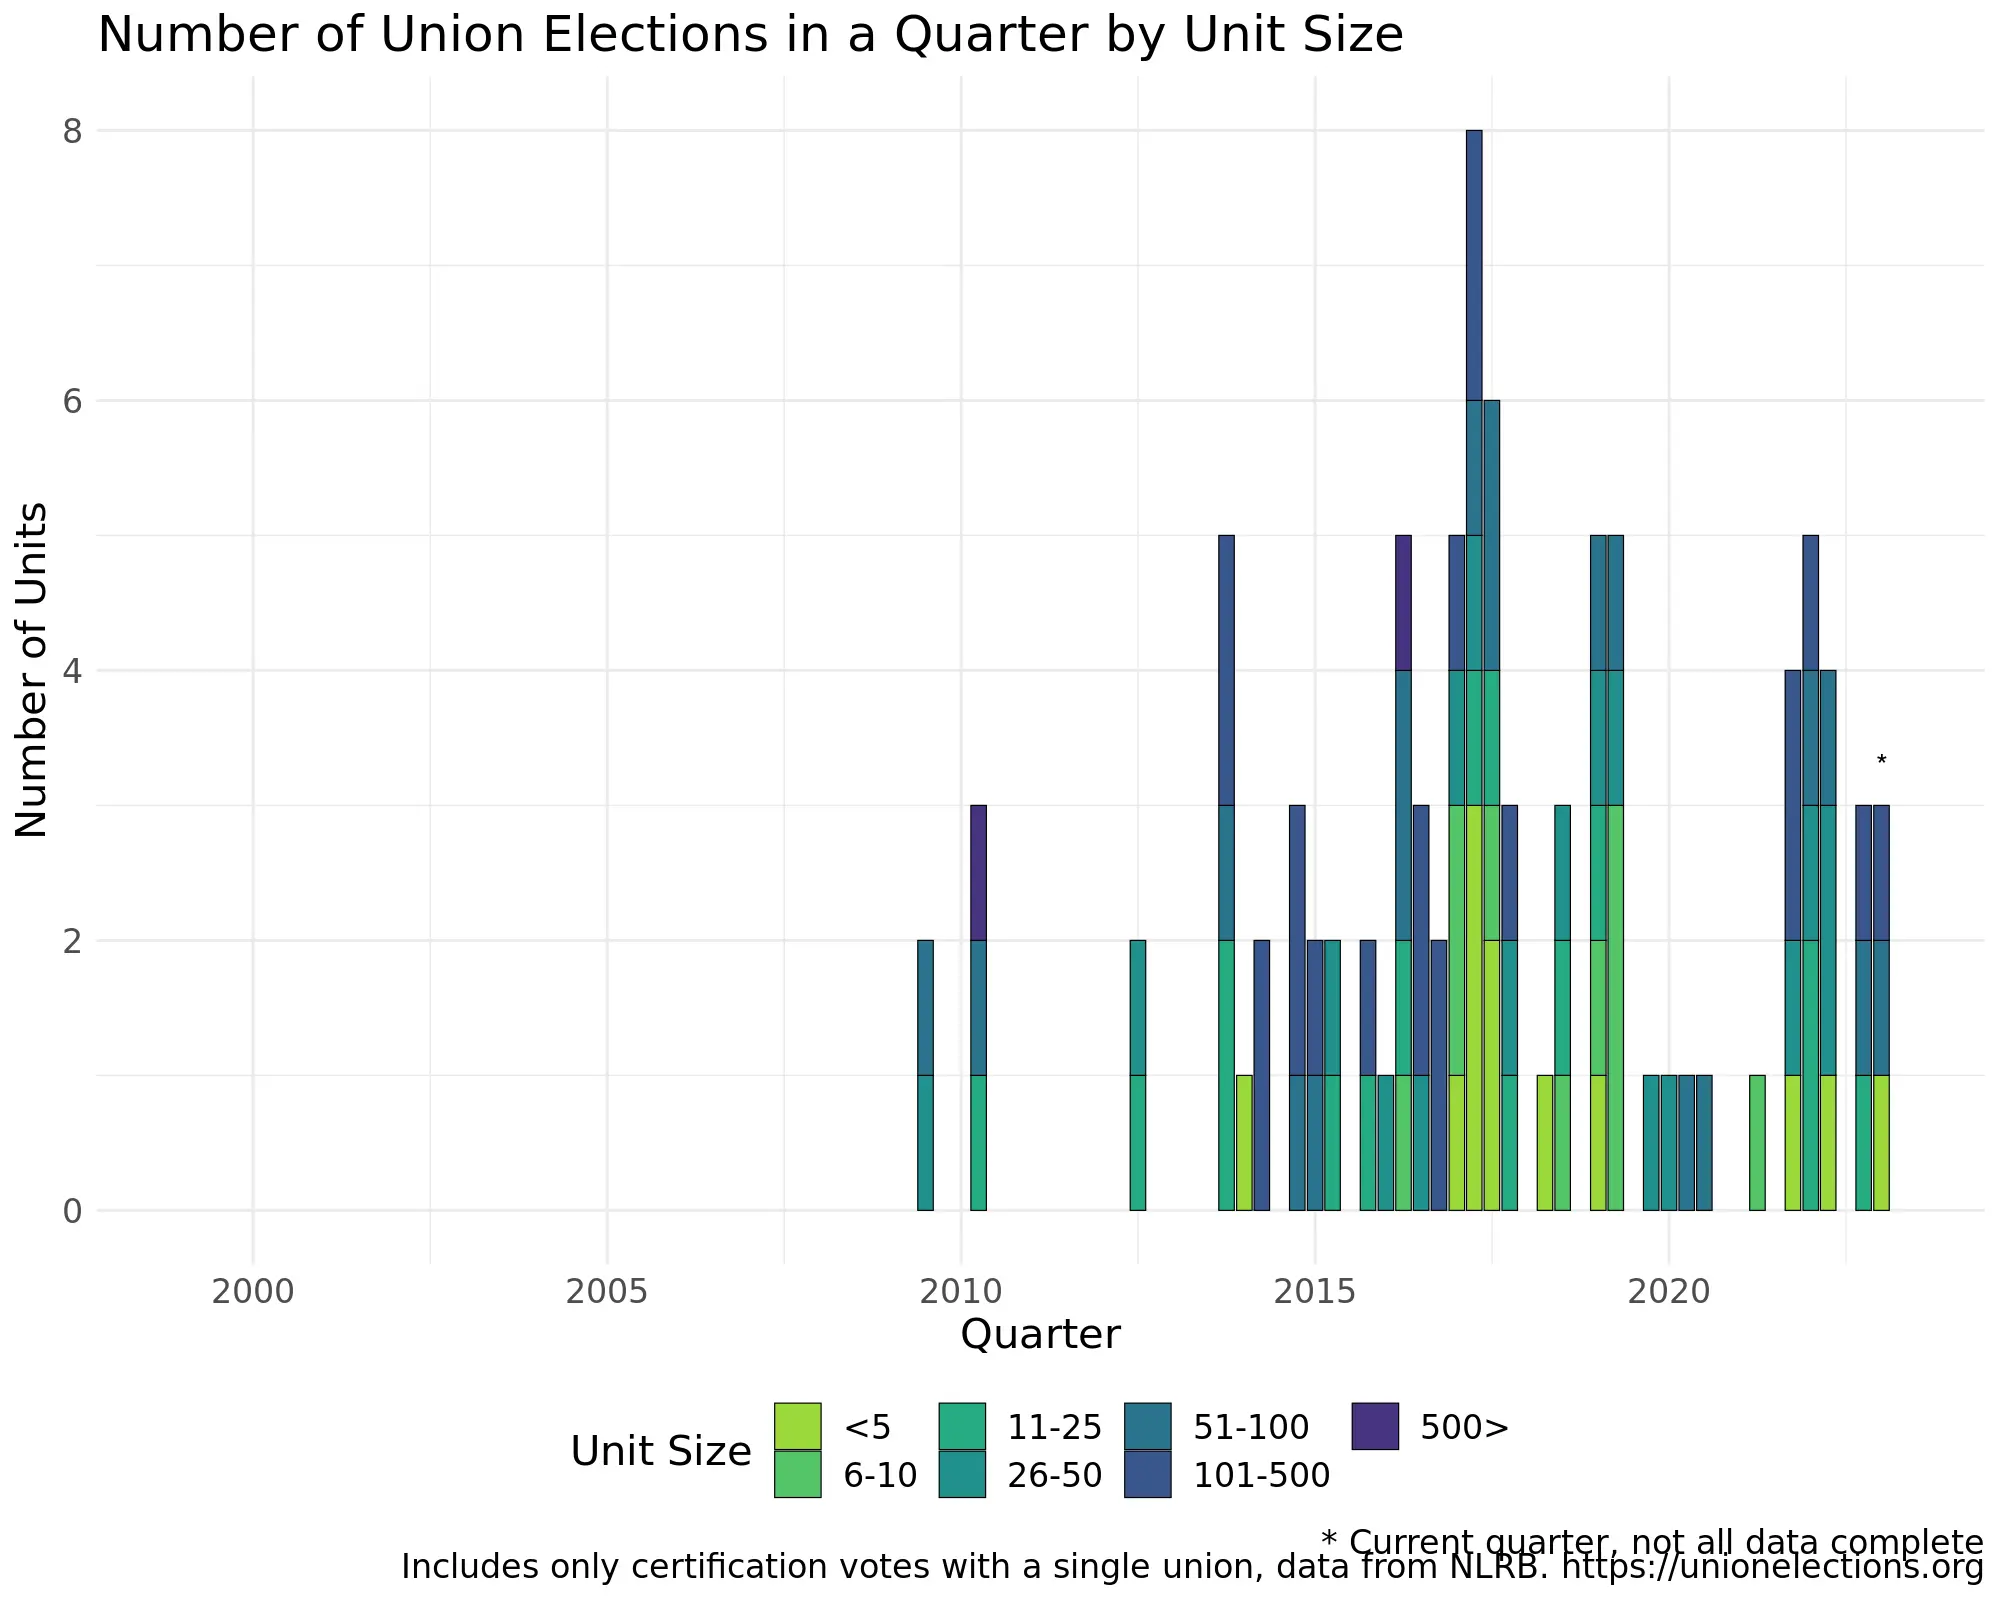 Number of Union Elections in a Quarter by Unit Size
Number of Units
8
6
4
2
0
*
2000 2005 2010 2015 2020
Quarter
Unit Size
<5 11-25 51-100 500>
6-10 26-50 101-500
* Current quarter, not all data complete
Includes only certification votes with a single union, data from NLRB. https://unionelections.org